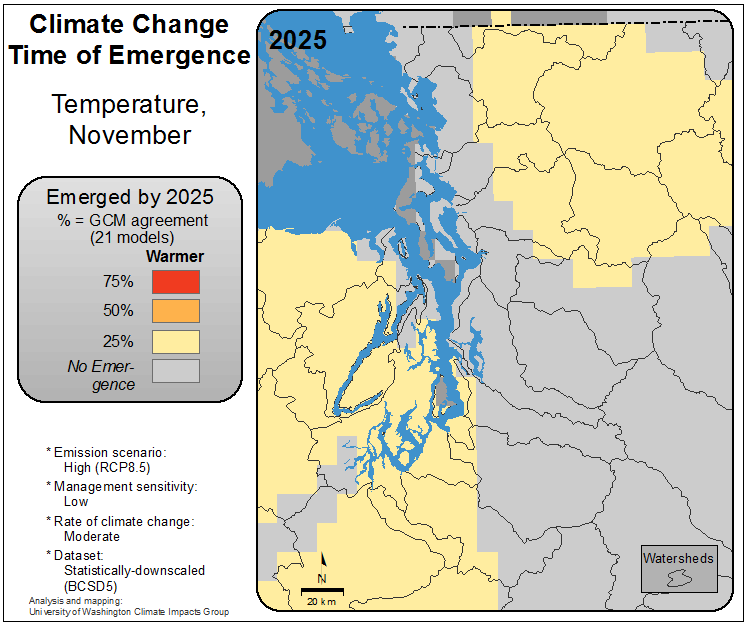 Climate Change
Time of Emergence
Temperature,
November
Emerged by 2025
% = GCM agreement
(21 models)
Warmer
75%
50%
25%
No Emer-
gence
* Emission scenario:
High (RCP8.5)
* Management sensitivity:
Low
* Rate of climate change:
Moderate
* Dataset:
Statistically-downscaled
(BCSD5)
Analysis and mapping:
University of Washington Climate Impacts Group
2025
N
20 km
Watersheds